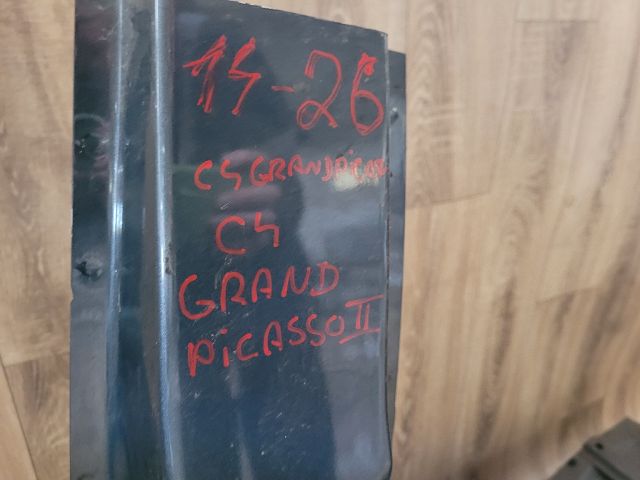 14-26
C4 GRANDPICAS
C4
GRAND
PiCASSO II